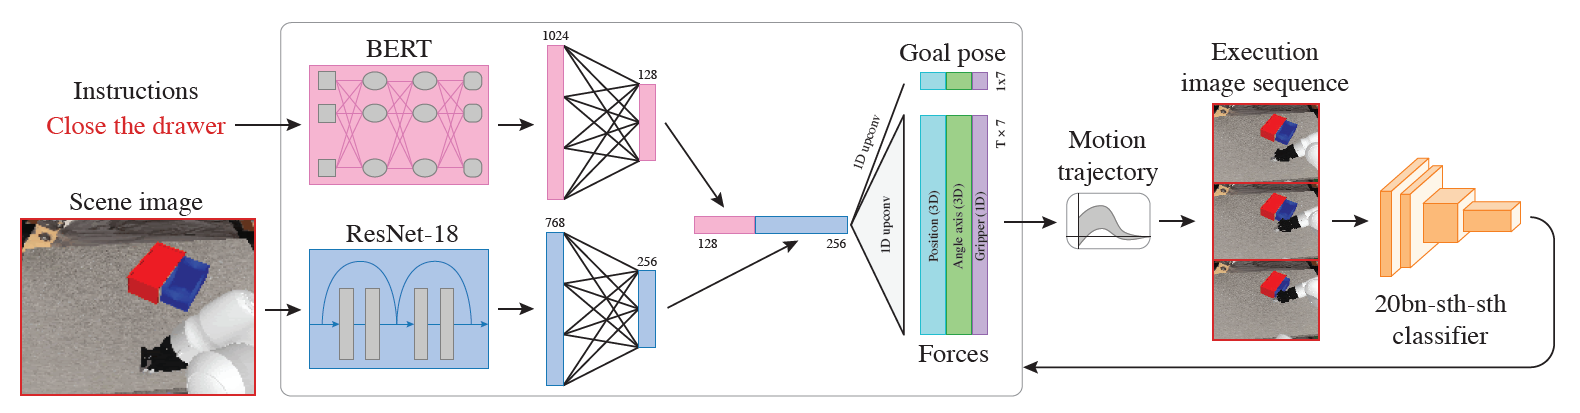 Instructions
Close the drawer
Scene image
BERT
ResNet-18
1024
128
768
256
128
256
1D upconv
1D upconv
Goal pose
1x7
T × 7
Position (3D)
Angle axis (3D)
Gripper (1D)
Forces
Motion
trajectory
Execution
image sequence
20bn-sth-sth
classifier